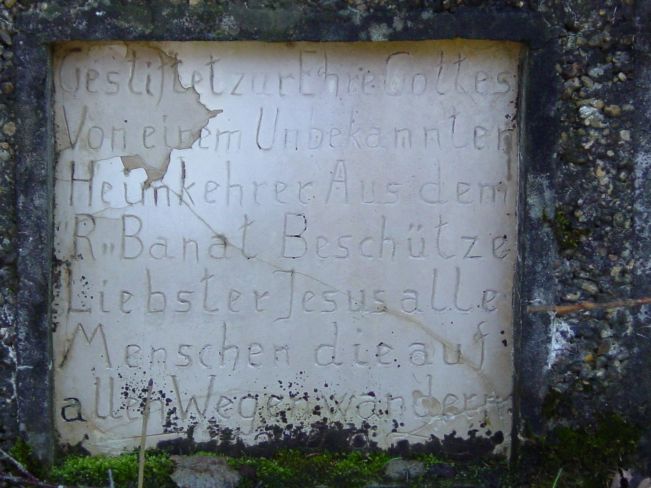 Gestiftet zur Ehre Gottes
Von einem Unbekannten
Heimkehrer Aus dem
R" Banat Beschütze
Liebster Jesus alle
Menschen die auf
allen Wegen wandern